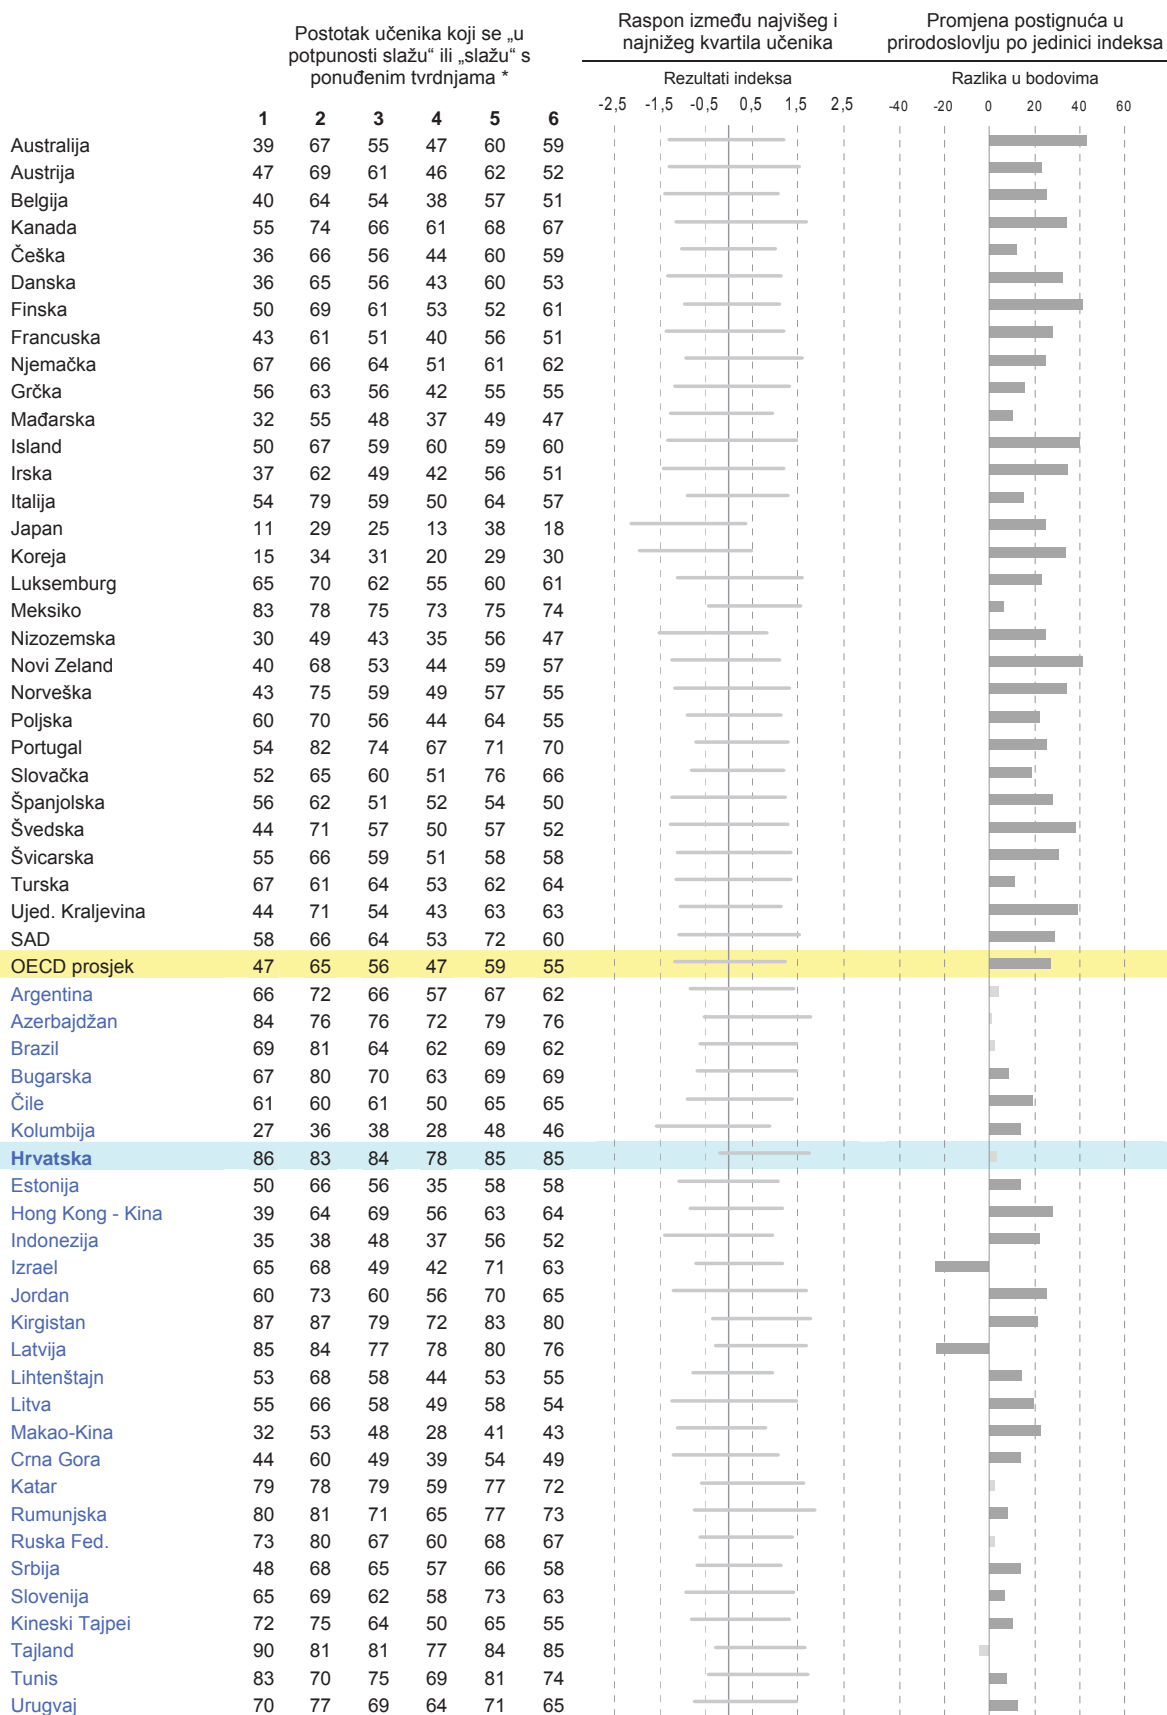 Postotak učenika koji se „u
potpunosti slažu“ ili „slažu“ s
ponuđenim tvrdnjama *
Raspon između najvišeg i
najnižeg kvartila učenika
Promjena postignuća u
prirodoslovlju po jedinici indeksa
Rezultati indeksa
Razlika u bodovima
-2,5 -1,5 -0,5 0,5 1,5 2,5
-40 -20 0 20 40 60
1 2 3 4 5 6
Australija 39 67 55 47 60 59
Austrija 47 69 61 46 62 52
Belgija 40 64 54 38 57 51
Kanada 55 74 66 61 68 67
Češka 36 66 56 44 60 59
Danska 36 65 56 43 60 53
Finska 50 69 61 53 52 61
Francuska 43 61 51 40 56 51
Njemačka 67 66 64 51 61 62
Grčka 56 63 56 42 55 55
Mađarska 32 55 48 37 49 47
Island 50 67 59 60 59 60
Irska 37 62 49 42 56 51
Italija 54 79 59 50 64 57
Japan 11 29 25 13 38 18
Koreja 15 34 31 20 29 30
Luksemburg 65 70 62 55 60 61
Meksiko 83 78 75 73 75 74
Nizozemska 30 49 43 35 56 47
Novi Zeland 40 68 53 44 59 57
Norveška 43 75 59 49 57 55
Poljska 60 70 56 44 64 55
Portugal 54 82 74 67 71 70
Slovačka 52 65 60 51 76 66
Španjolska 56 62 51 52 54 50
Švedska 44 71 57 50 57 52
Švicarska 55 66 59 51 58 58
Turska 67 61 64 53 62 64
Ujed. Kraljevina 44 71 54 43 63 63
SAD 58 66 64 53 72 60
OECD prosjek 47 65 56 47 59 55
Argentina 66 72 66 57 67 62
Azerbajdžan 84 76 76 72 79 76
Brazil 69 81 64 62 69 62
Bugarska 67 80 70 63 69 69
Čile 61 60 61 50 65 65
Kolumbija 27 36 38 28 48 46
Hrvatska 86 83 84 78 85 85
Estonija 50 66 56 35 58 58
Hong Kong - Kina 39 64 69 56 63 64
Indonezija 35 38 48 37 56 52
Izrael 65 68 49 42 71 63
Jordan 60 73 60 56 70 65
Kirgistan 87 87 79 72 83 80
Latvija 85 84 77 78 80 76
Lihtenštajn 53 68 58 44 53 55
Litva 55 66 58 49 58 54
Makao-Kina 32 53 48 28 41 43
Crna Gora 44 60 49 39 54 49
Katar 79 78 79 59 77 72
Rumunjska 80 81 71 65 77 73
Ruska Fed. 73 80 67 60 68 67
Srbija 48 68 65 57 66 58
Slovenija 65 69 62 58 73 63
Kineski Tajpei 72 75 64 50 65 55
Tajland 90 81 81 77 84 85
Tunis 83 70 75 69 81 74
Urugvaj 70 77 69 64 71 65